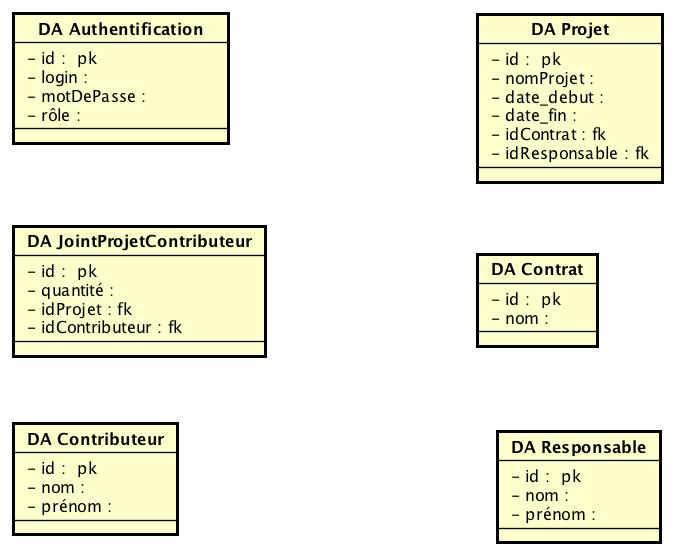 DA Authentification
- id :  pk
- login :
- motDePasse :
- rôle :
DA Projet
- id :  pk
- nomProjet :
- date_debut :
- date_fin :
- idContrat : fk
- idResponsable : fk
DA JointProjetContributeur
- id :  pk
- quantité :
- idProjet : fk
- idContributeur : fk
DA Contrat
- id :  pk
- nom :
DA Contributeur
- id :  pk
- nom :
- prénom :
DA Responsable
- id :  pk
- nom :
- prénom :